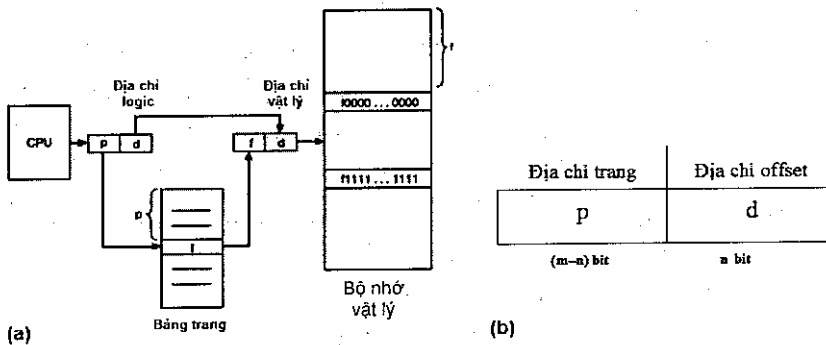 Địa chỉ
logic
Địa chỉ
vật lý
CPU
p d
f d
f
f0000...0000
f1111...1111
p
f
Bảng trang
Bộ nhớ
vật lý
(a)
Địa chỉ trang Địa chỉ offset
p d
(m–n) bit n bit
(b)